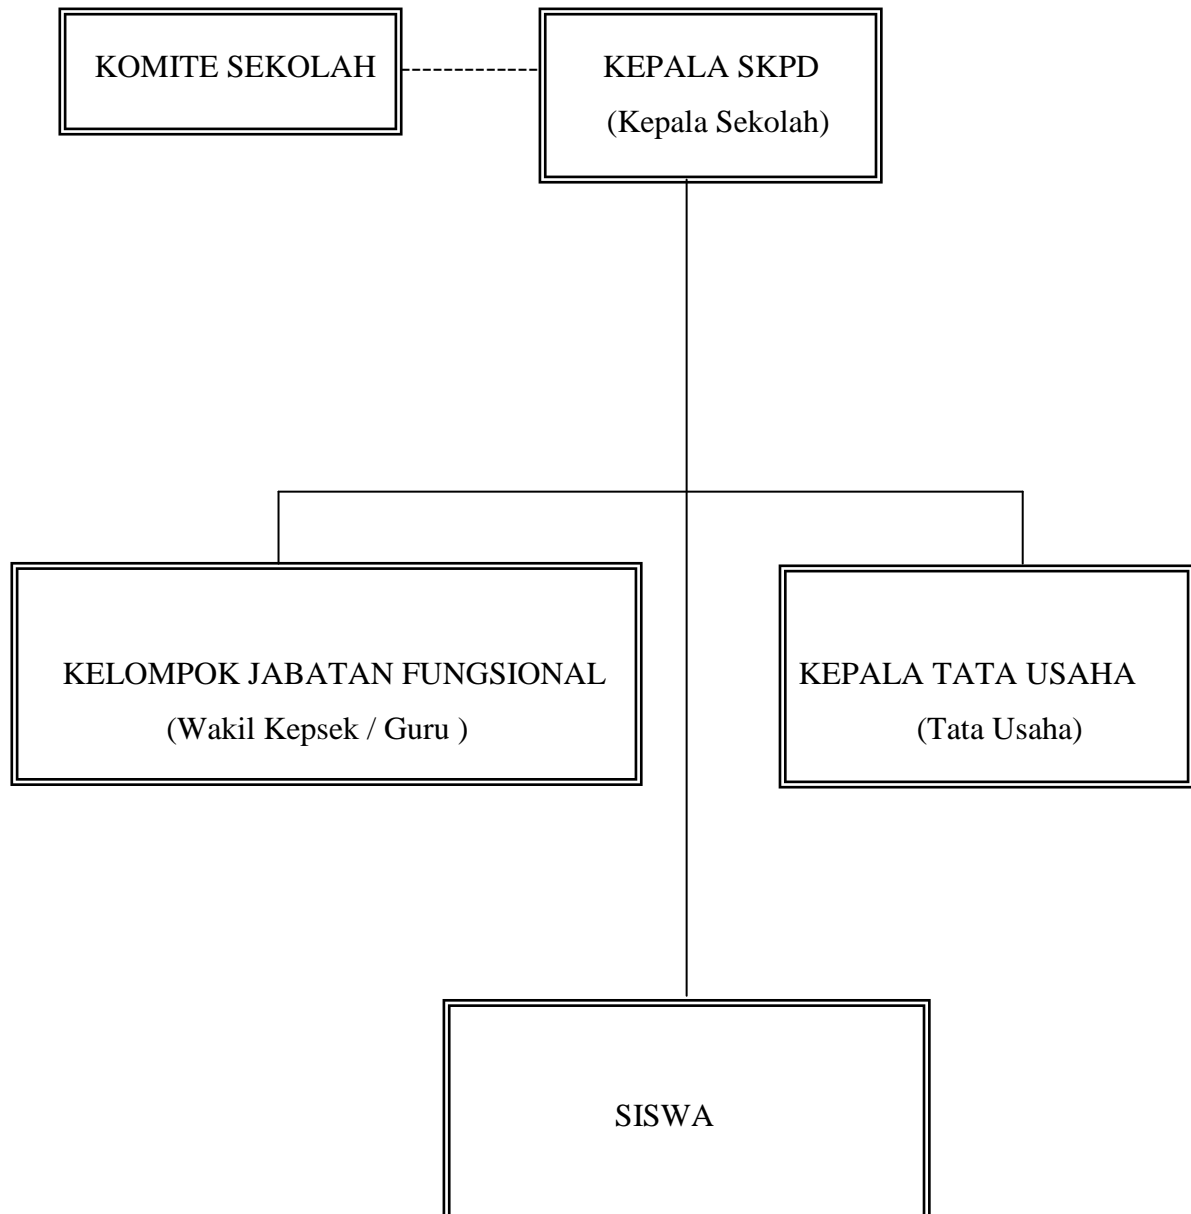 KOMITE SEKOLAH
KEPALA SKPD
(Kepala Sekolah)
KELOMPOK JABATAN FUNGSIONAL
(Wakil Kepsek / Guru )
KEPALA TATA USAHA
(Tata Usaha)
SISWA